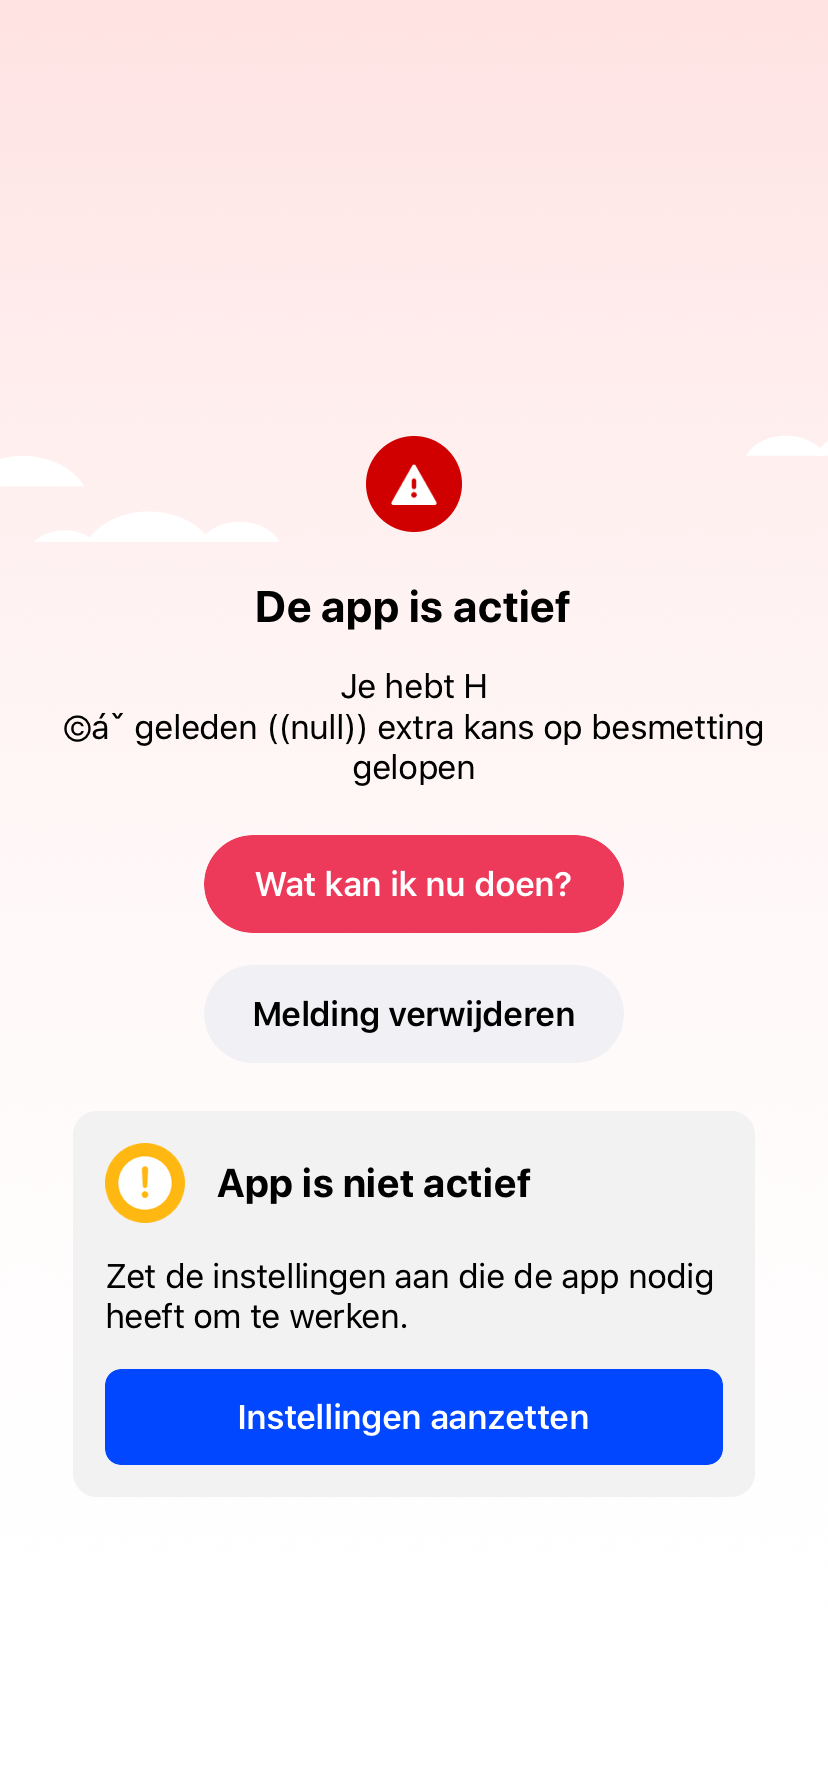 De app is actief
Je hebt H
©áˇ geleden ((null)) extra kans op besmetting
gelopen
Wat kan ik nu doen?
Melding verwijderen
App is niet actief
Zet de instellingen aan die de app nodig
heeft om te werken.
Instellingen aanzetten